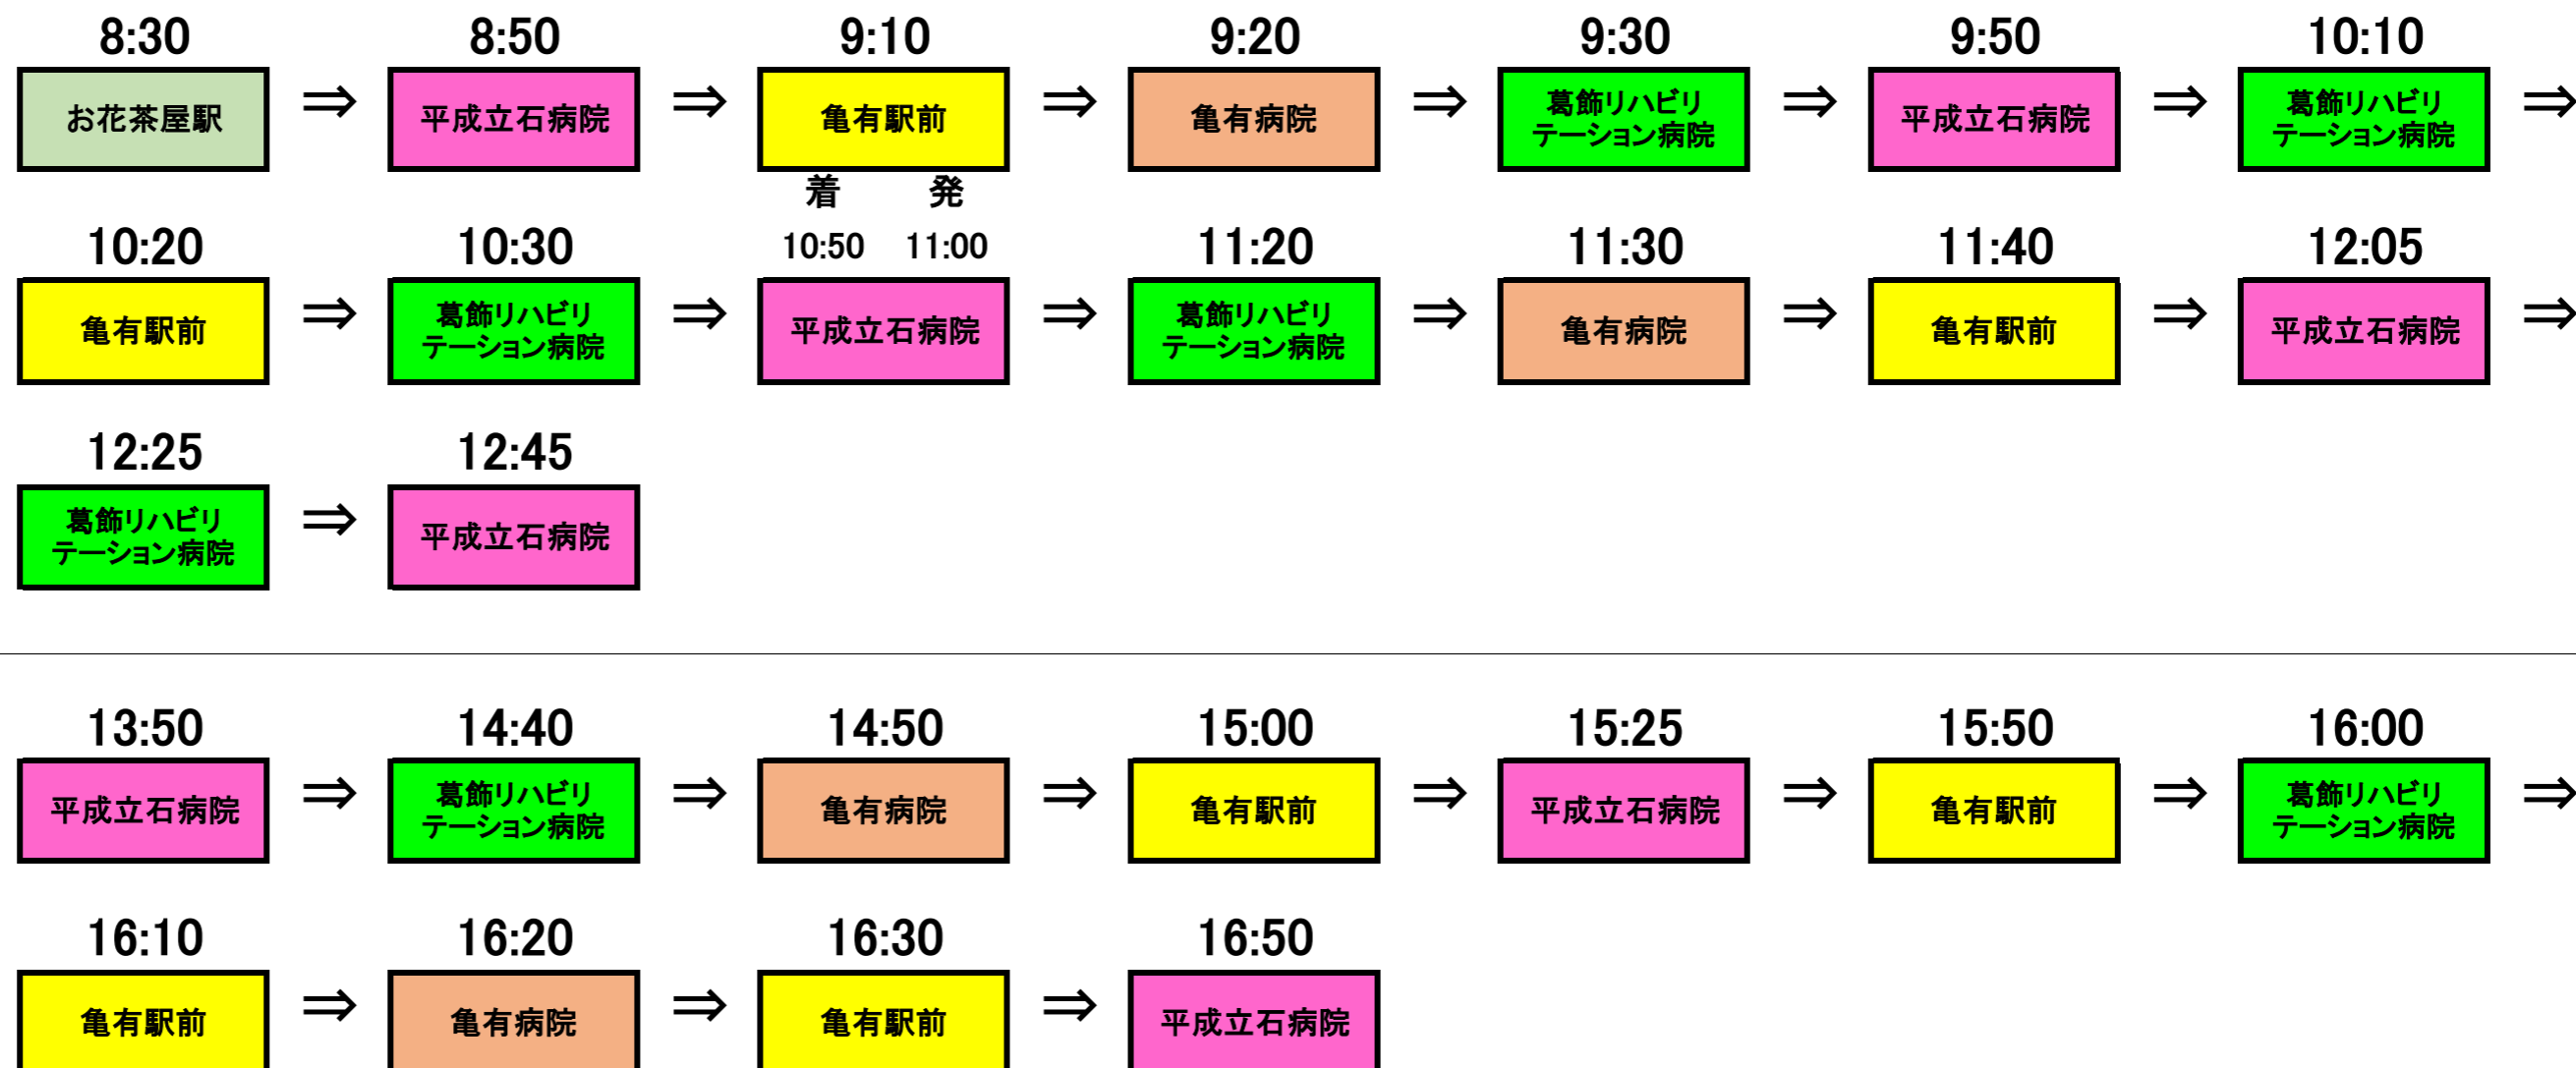 8:30 8:50 9:10 9:20 9:30 9:50 10:10
お花茶屋駅 ⇒ 平成立石病院 ⇒ 亀有駅前 ⇒ 亀有病院 ⇒ 葛飾リハビリ ⇒ 平成立石病院 ⇒ 葛飾リハビリ ⇒
テーション病院 テーション病院
着 発
10:20 10:30 10:50 11:00 11:20 11:30 11:40 12:05
亀有駅前 ⇒ 葛飾リハビリ ⇒ 平成立石病院 ⇒ 葛飾リハビリ ⇒ 亀有病院 ⇒ 亀有駅前 ⇒ 平成立石病院 ⇒
テーション病院 テーション病院
12:25 12:45
葛飾リハビリ ⇒ 平成立石病院
テーション病院
13:50 14:40 14:50 15:00 15:25 15:50 16:00
平成立石病院 ⇒ 葛飾リハビリ ⇒ 亀有病院 ⇒ 亀有駅前 ⇒ 平成立石病院 ⇒ 亀有駅前 ⇒ 葛飾リハビリ ⇒
テーション病院 テーション病院
16:10 16:20 16:30 16:50
亀有駅前 ⇒ 亀有病院 ⇒ 亀有駅前 ⇒ 平成立石病院